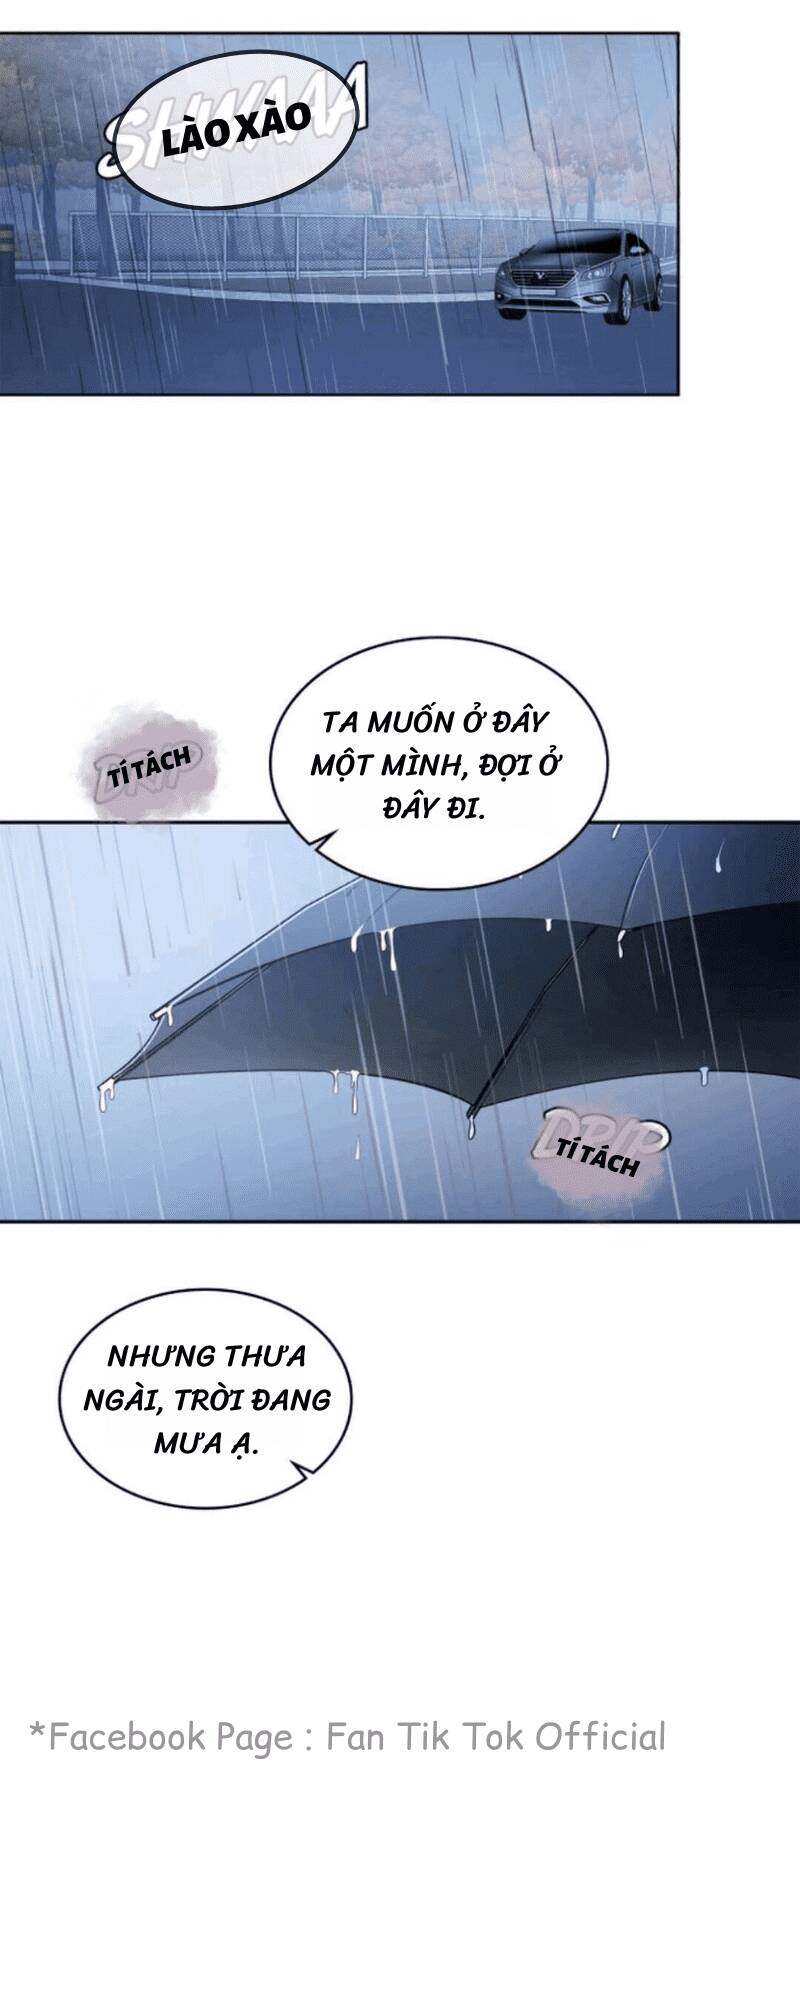 SHWAAA
LÀO XÀO
TA MUỐN Ở ĐÂY
MỘT MÌNH, ĐỢI Ở
ĐÂY ĐI.
DRIP
TÍ TÁCH
DRIP
TÍ TÁCH
NHƯNG THƯA
NGÀI, TRỜI ĐANG
MƯA Ạ.
*Facebook Page : Fan Tik Tok Official